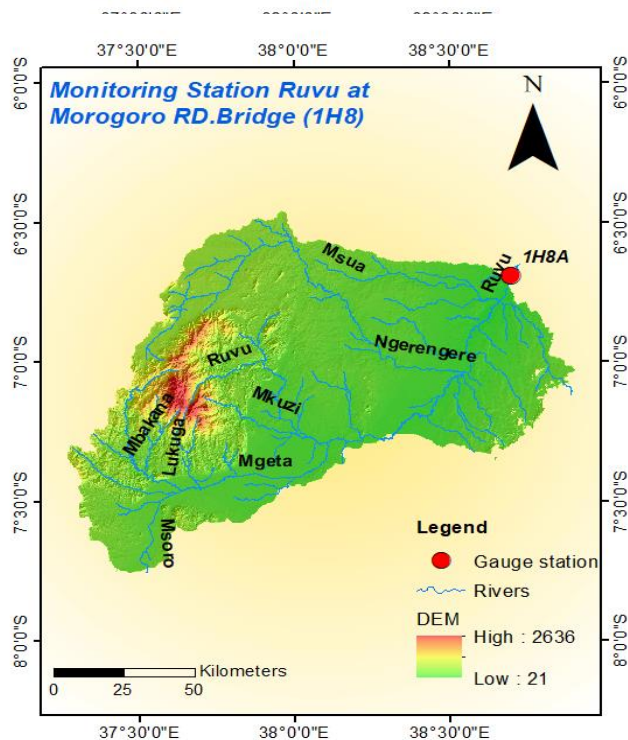 37°30'0"E 38°0'0"E 38°30'0"E
Monitoring Station Ruvu at
Morogoro RD.Bridge (1H8)
N
6°0'0"S 6°0'0"S
6°30'0"S 6°30'0"S
7°0'0"S 7°0'0"S
7°30'0"S 7°30'0"S
8°0'0"S 8°0'0"S
1H8A
Msua
Ruvu
Ngerengere
Ruvu
Mkuzi
Mbakana
Lukuga
Mgeta
Msoro
Legend
Gauge station
Rivers
DEM
High : 2636
Low : 21
Kilometers
0 25 50
37°30'0"E 38°0'0"E 38°30'0"E